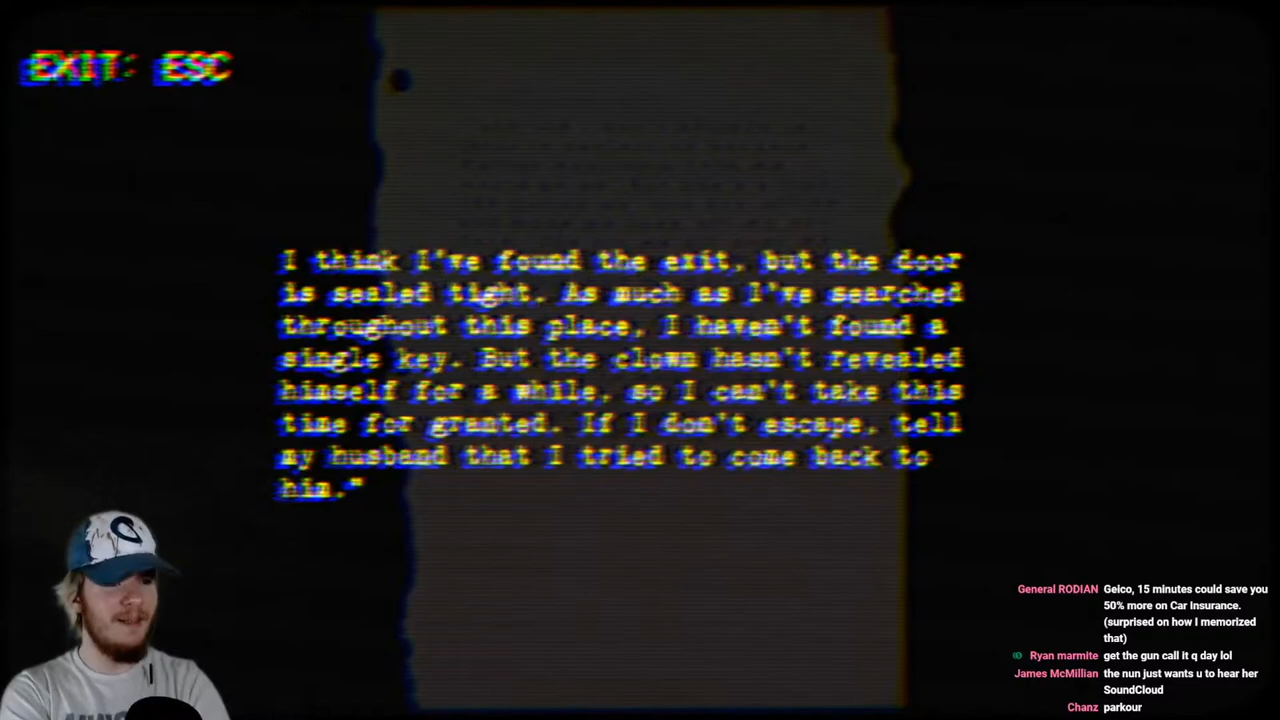 EXIT: ESC
I think I've found the exit, but the door
is sealed tight. As much as I've searched
throughout this place, I haven't found a
single key. But the clown hasn't revealed
himself for a while, so I can't take this
time for granted. If I don't escape, tell
my husband that I tried to come back to
him."
General RODIAN Geico, 15 minutes could save you
50% more on Car Insurance.
(surprised on how I memorized
that)
Ryan marmite get the gun call it q day lol
James McMillian the nun just wants u to hear her
SoundCloud
Chanz parkour